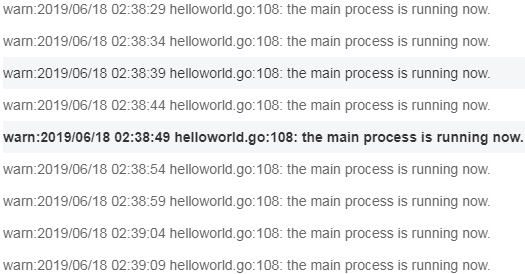 warn:2019/06/18 02:38:29 helloworld.go:108: the main process is running now.
warn:2019/06/18 02:38:34 helloworld.go:108: the main process is running now.
warn:2019/06/18 02:38:39 helloworld.go:108: the main process is running now.
warn:2019/06/18 02:38:44 helloworld.go:108: the main process is running now.
warn:2019/06/18 02:38:49 helloworld.go:108: the main process is running now.
warn:2019/06/18 02:38:54 helloworld.go:108: the main process is running now.
warn:2019/06/18 02:38:59 helloworld.go:108: the main process is running now.
warn:2019/06/18 02:39:04 helloworld.go:108: the main process is running now.
warn:2019/06/18 02:39:09 helloworld.go:108: the main process is running now.